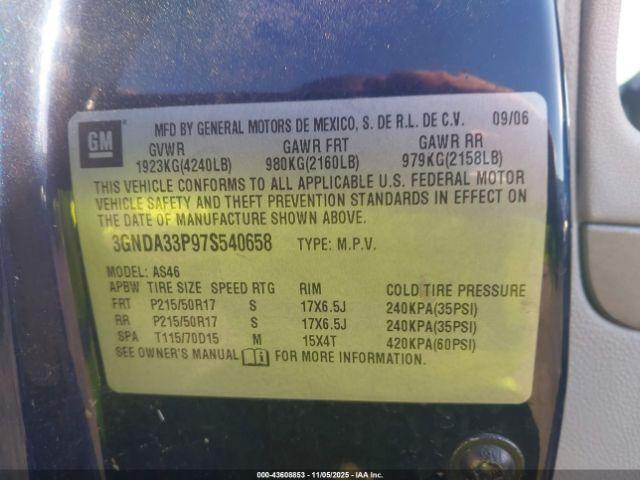 GM
MFD BY GENERAL MOTORS DE MEXICO, S. DE R.L. DE C.V. 09/06
GVWR GAWR FRT GAWR RR
1923KG(4240LB) 980KG(2160LB) 979KG(2158LB)
THIS VEHICLE CONFORMS TO ALL APPLICABLE U.S. FEDERAL MOTOR
VEHICLE SAFETY AND THEFT PREVENTION STANDARDS IN EFFECT ON
THE DATE OF MANUFACTURE SHOWN ABOVE.
3GNDA33P97S540658 TYPE: M.P.V.
MODEL: AS46
APBW TIRE SIZE SPEED RTG RIM COLD TIRE PRESSURE
FRT P215/50R17 S 17X6.5J 240KPA(35PSI)
RR P215/50R17 S 17X6.5J 240KPA(35PSI)
SPA T115/70D15 M 15X4T 420KPA(60PSI)
SEE OWNER'S MANUAL FOR MORE INFORMATION.
000-43608853 | 11/05/2025 | IAAI.COM